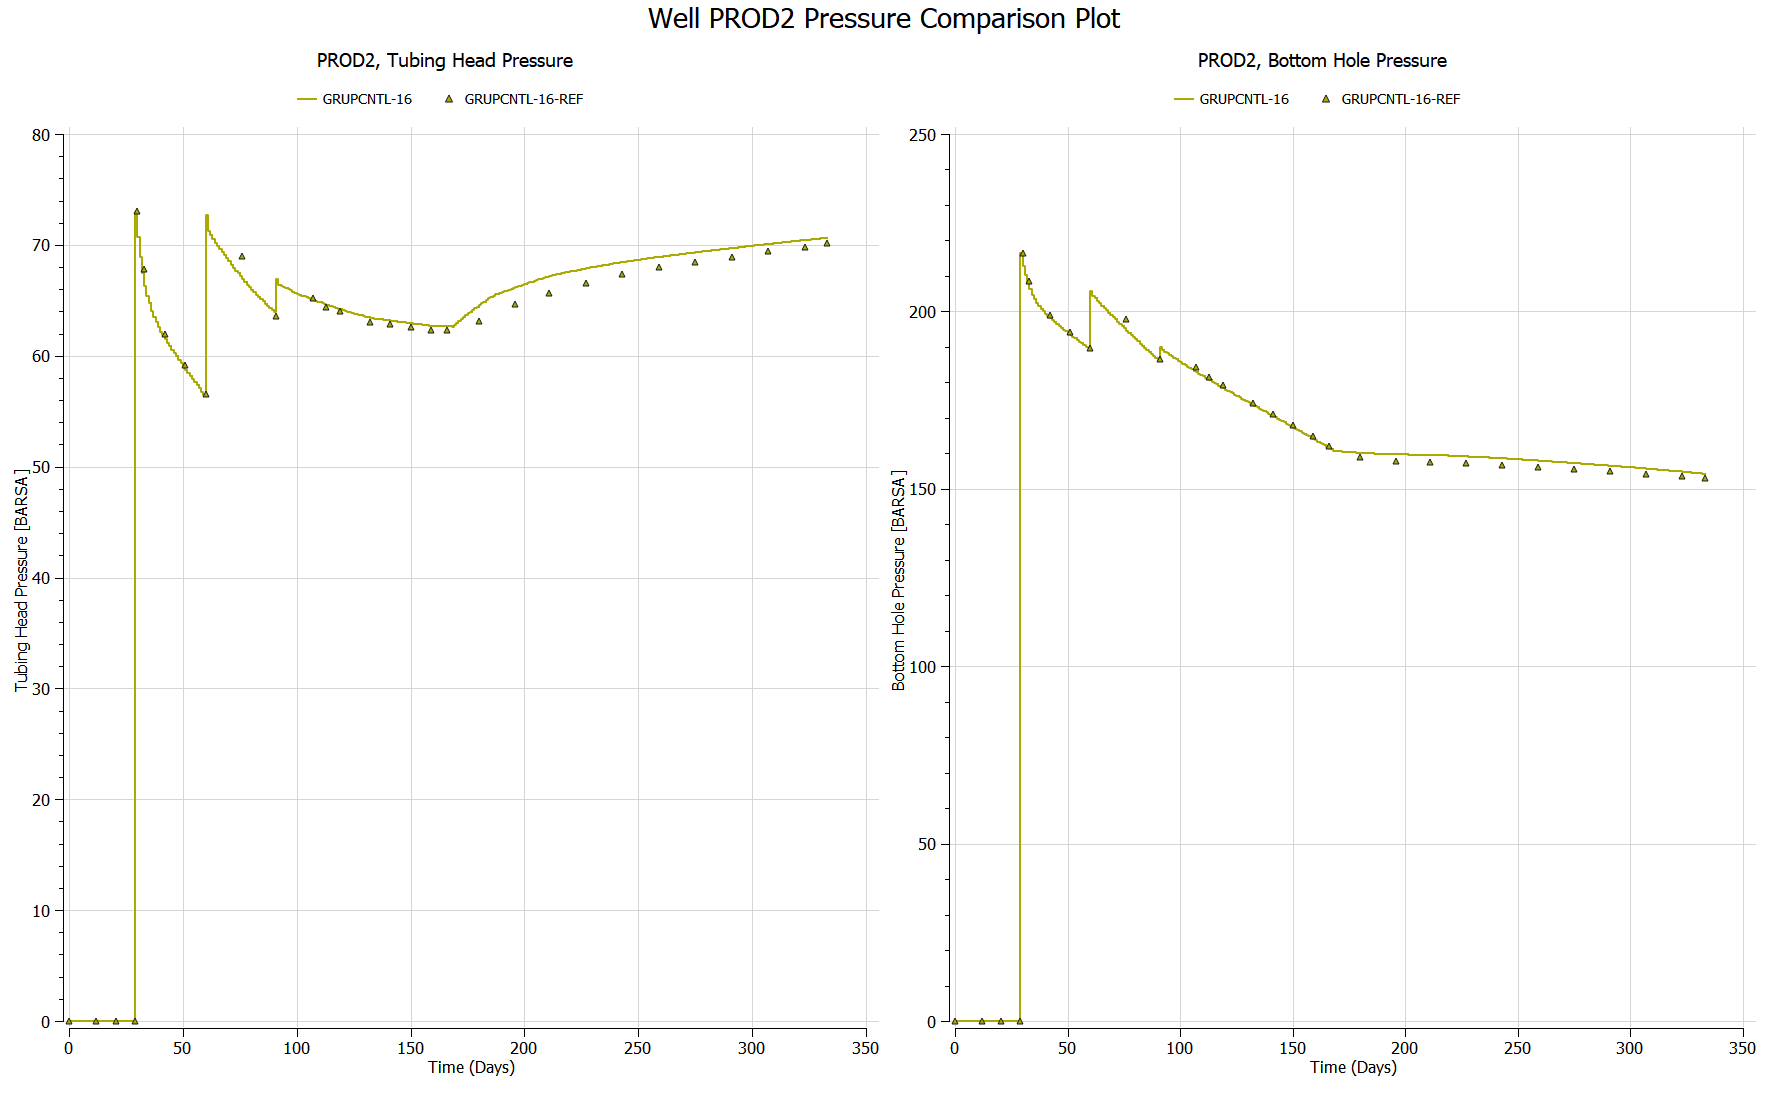 Well PROD2 Pressure Comparison Plot
PROD2, Tubing Head Pressure
GRUPCNTL-16 GRUPCNTL-16-REF
80
70
60
50
40
30
20
10
0
Tubing Head Pressure [BARSA]
0 50 100 150 200 250 300 350
Time (Days)
PROD2, Bottom Hole Pressure
GRUPCNTL-16 GRUPCNTL-16-REF
250
200
150
100
50
0
Bottom Hole Pressure [BARSA]
0 50 100 150 200 250 300 350
Time (Days)